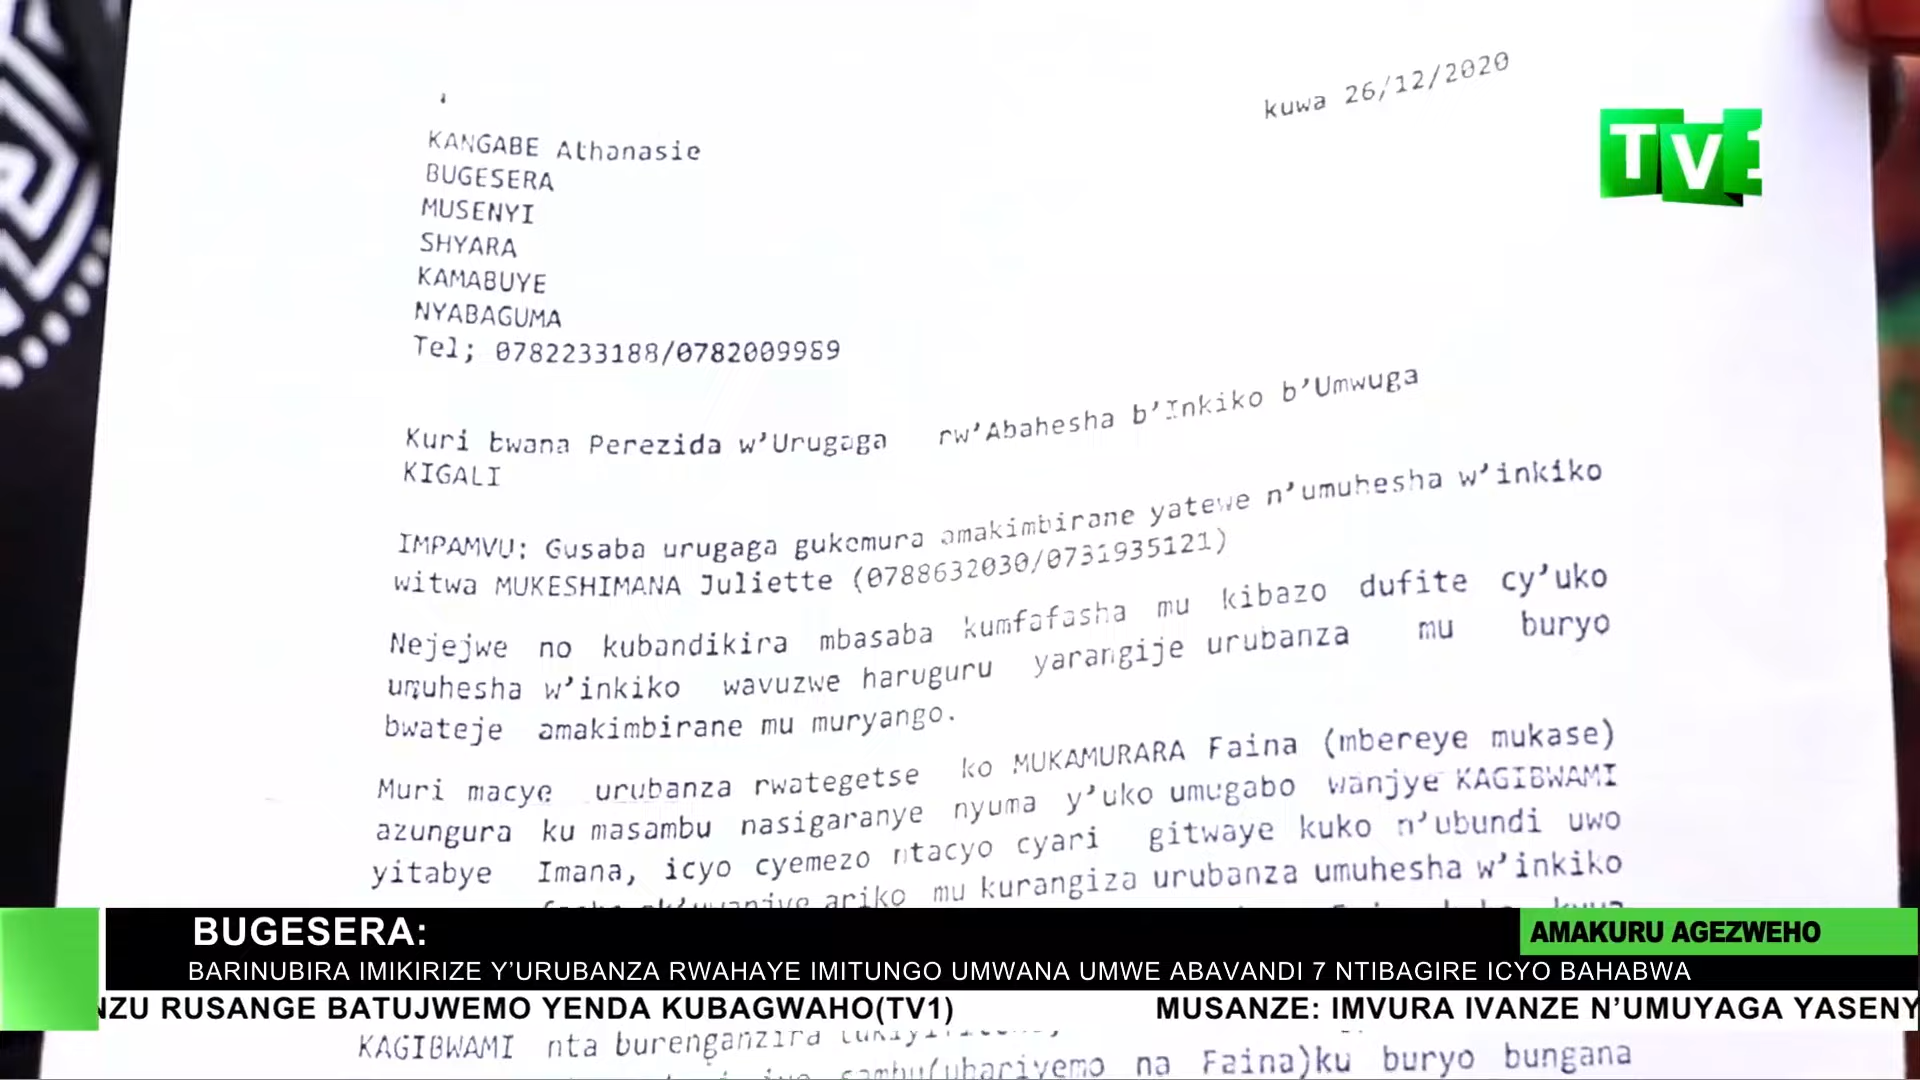 kuwa 26/12/2020
TV1
KANGABE Athanasie
BUGESERA
MUSENYI
SHYARA
KAMABUYE
NYABAGUMA
Tel; 0782233188/0782009989
Kuri bwana Perezida w'Urugaga rw'Abahesha b'Inkiko b'Umwuga
KIGALI
IMPAMVU: Gusaba urugaga gukemura amakimbirane yatewe n'umuhesha w'inkiko
witwa MUKESHIMANA Juliette (0788632030/0731935121)
Nejejwe no kubandikira mbasaba kumfafasha mu kibazo dufite cy'uko
umuhesha w'inkiko wavuzwe haruguru yarangije urubanza mu buryo
bwateje amakimbirane mu muryango.
Muri macye urubanza rwategetse ko MUKAMURARA Faina (mbereye mukase)
azungura ku masambu nasigaranye nyuma y'uko umugabo wanjye KAGIBWAMI
yitabye Imana, icyo cyemezo ntacyo cyari gitwaye kuko n'ubundi uwo
ariko mu kurangiza urubanza umuhesha w'inkiko
BUGESERA:
AMAKURU AGEZWEHO
BARINUBIRA IMIKIRIZE Y'URUBANZA RWAHAYE IMITUNGO UMWANA UMWE ABAVANDI 7 NTIBAGIRE ICYO BAHABWA
NZU RUSANGE BATUJWEMO YENDA KUBAGWAHO(TV1) MUSANZE: IMVURA IVANZE N'UMUYAGA YASENY
KAGIBWAMI nta burenganzira
sambu(ubariyemo na Faina)ku buryo bungana